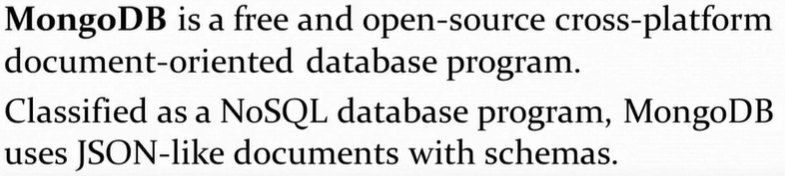 MongoDB is a free and open-source cross-platform
document-oriented database program.
Classified as a NoSQL database program, MongoDB
uses JSON-like documents with schemas.